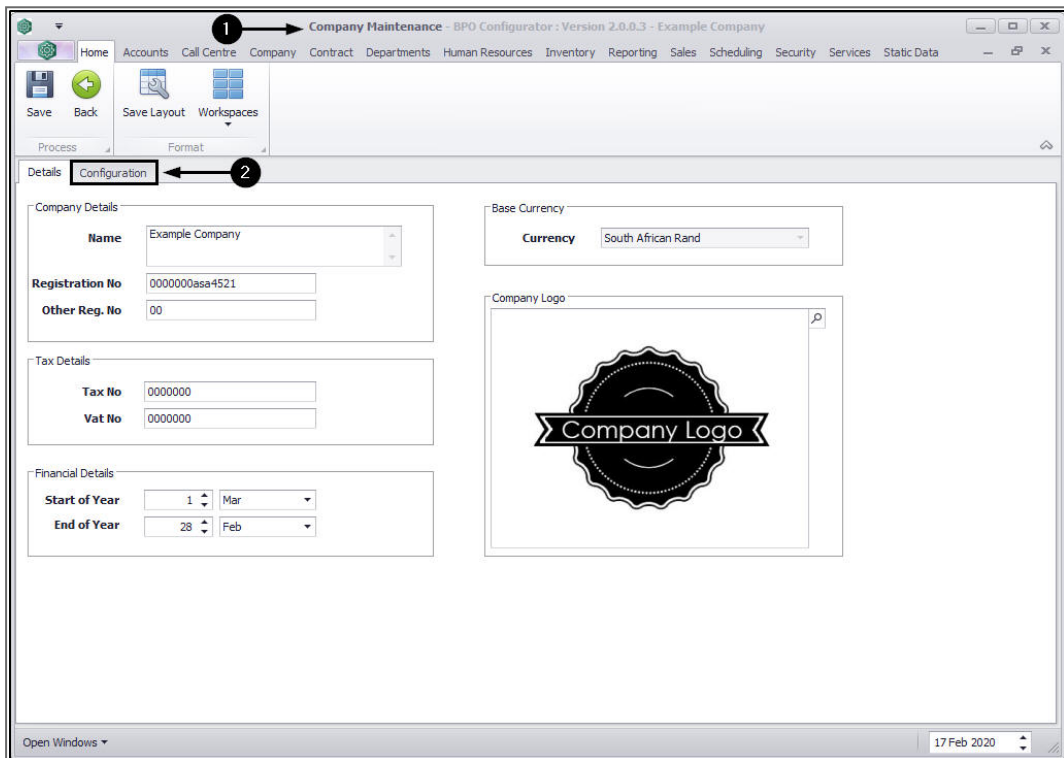 1
Company Maintenance - BPO Configurator : Version 2.0.0.3 - Example Company
Home Accounts Call Centre Company Contract Departments Human Resources Inventory Reporting Sales Scheduling Security Services Static Data
Save Back Save Layout Workspaces
Process Format
Details Configuration 2
Company Details
Name Example Company
Registration No 0000000asa4521
Other Reg. No 00
Base Currency
Currency South African Rand
Tax Details
Tax No 0000000
Vat No 0000000
Financial Details
Start of Year 1 Mar
End of Year 28 Feb
Company Logo
Company Logo
Open Windows 17 Feb 2020